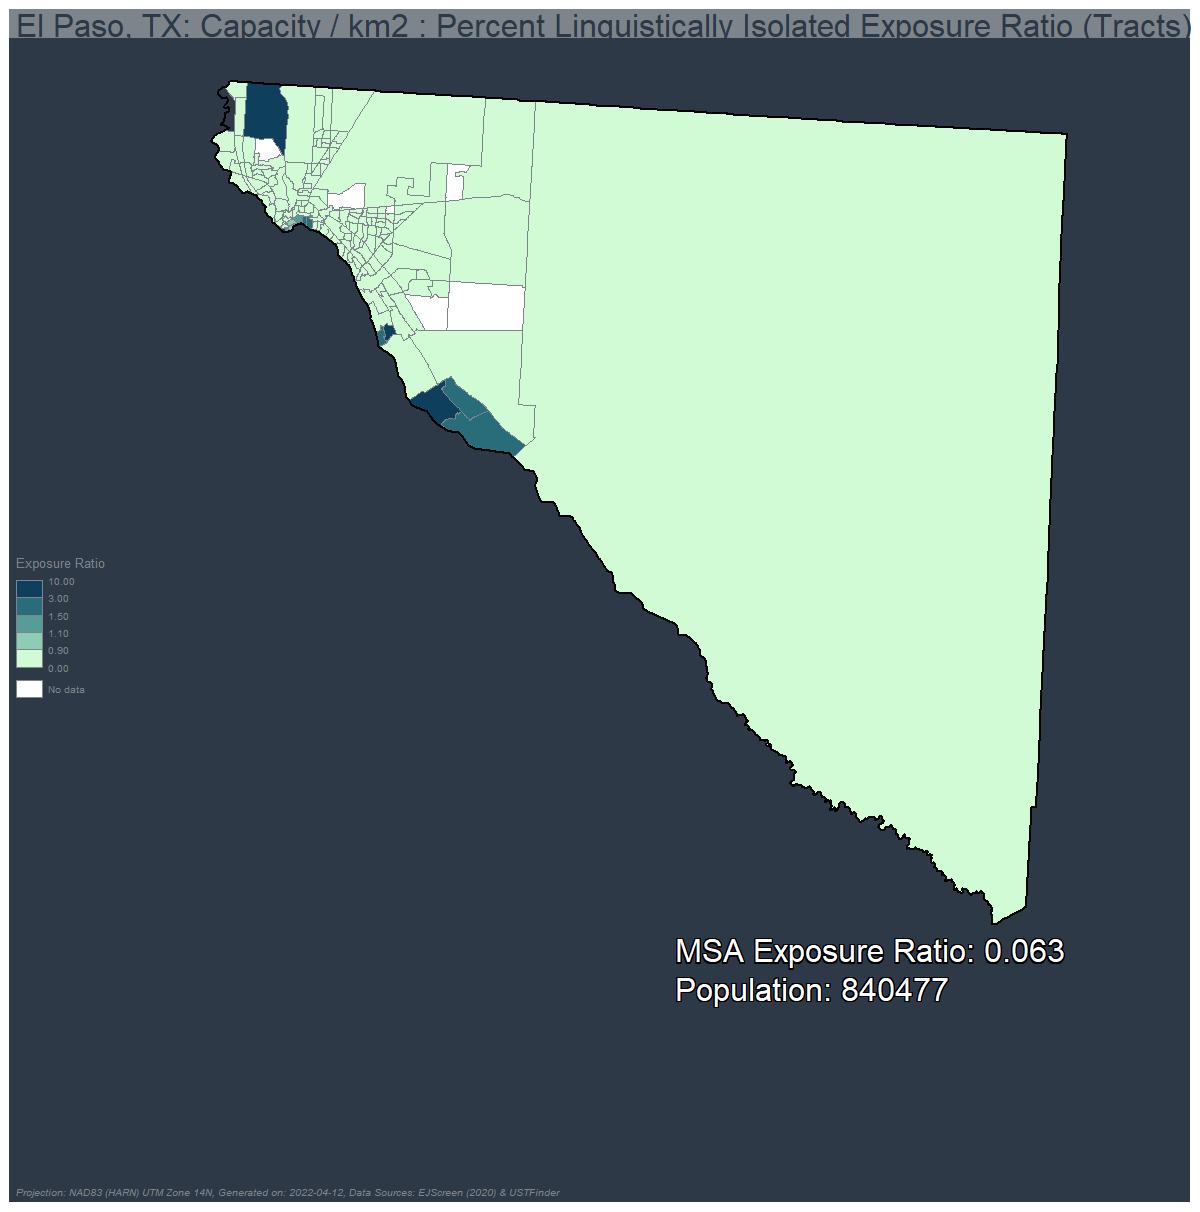 El Paso, TX: Capacity / km2 : Percent Linguistically Isolated Exposure Ratio (Tracts)
Exposure Ratio
10.00
3.00
1.50
1.10
0.90
0.00
No data
MSA Exposure Ratio: 0.063
Population: 840477
Projection: NAD83 (HARN) UTM Zone 14N, Generated on: 2022-04-12, Data Sources: EJScreen (2020) & USTFinder